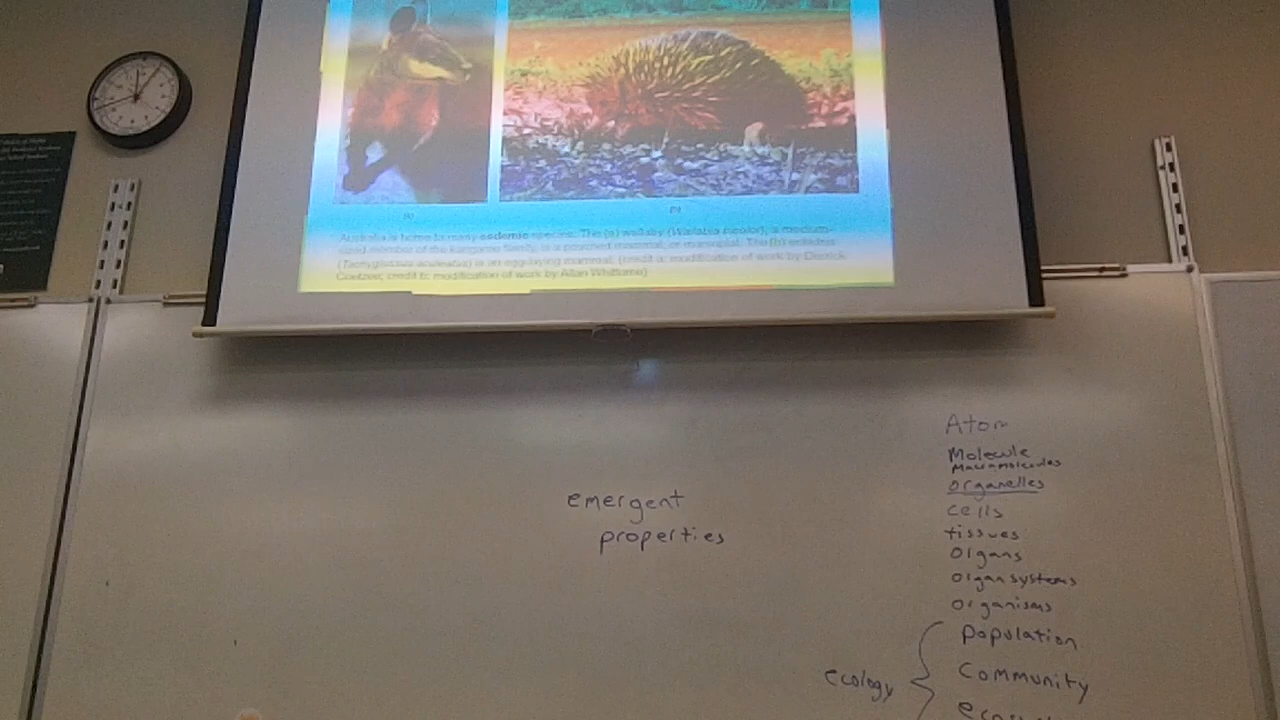 (a)
(b)
Australia is home to many endemic species. The (a) wallaby (Wallabia bicolor), a medium-
sized member of the kangaroo family, is a pouched mammal, or marsupial. The (b) echidna
(Tachyglossus aculeatus) is an egg-laying mammal. (credit a: modification of work by Derrick
Coetzee; credit b: modification of work by Allan Whittome)
Atom
Molecule
Macromolecules
organelles
cells
tissues
organs
organ systems
organisms
population
community
emergent
properties
ecology